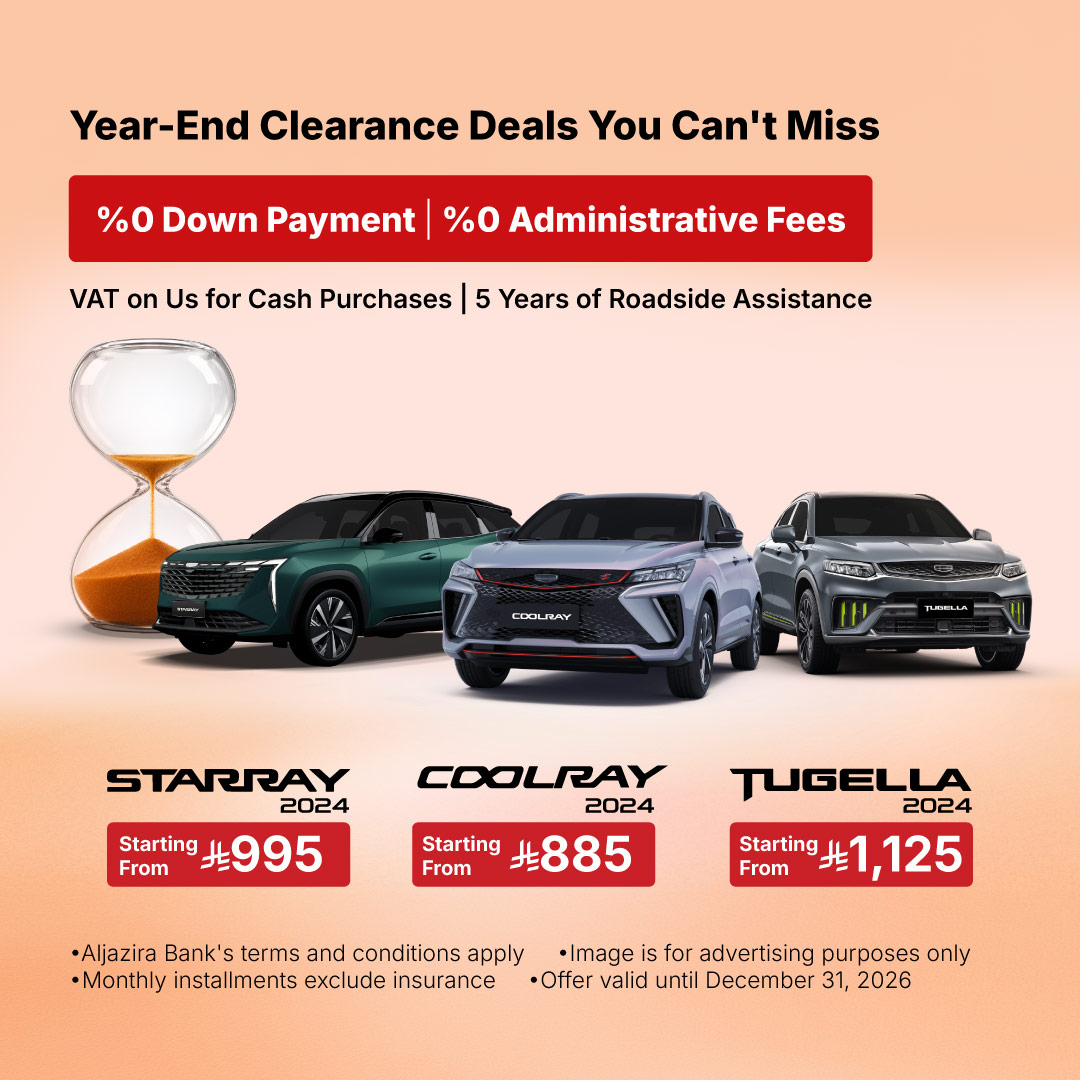 Year-End Clearance Deals You Can't Miss
%0 Down Payment | %0 Administrative Fees
VAT on Us for Cash Purchases | 5 Years of Roadside Assistance
STARRAY
COOLRAY
TUGELLA
STARRAY 2024
Starting From 995
COOLRAY 2024
Starting From 885
TUGELLA 2024
Starting From 1,125
•Aljazira Bank's terms and conditions apply •Image is for advertising purposes only
•Monthly installments exclude insurance •Offer valid until December 31, 2026